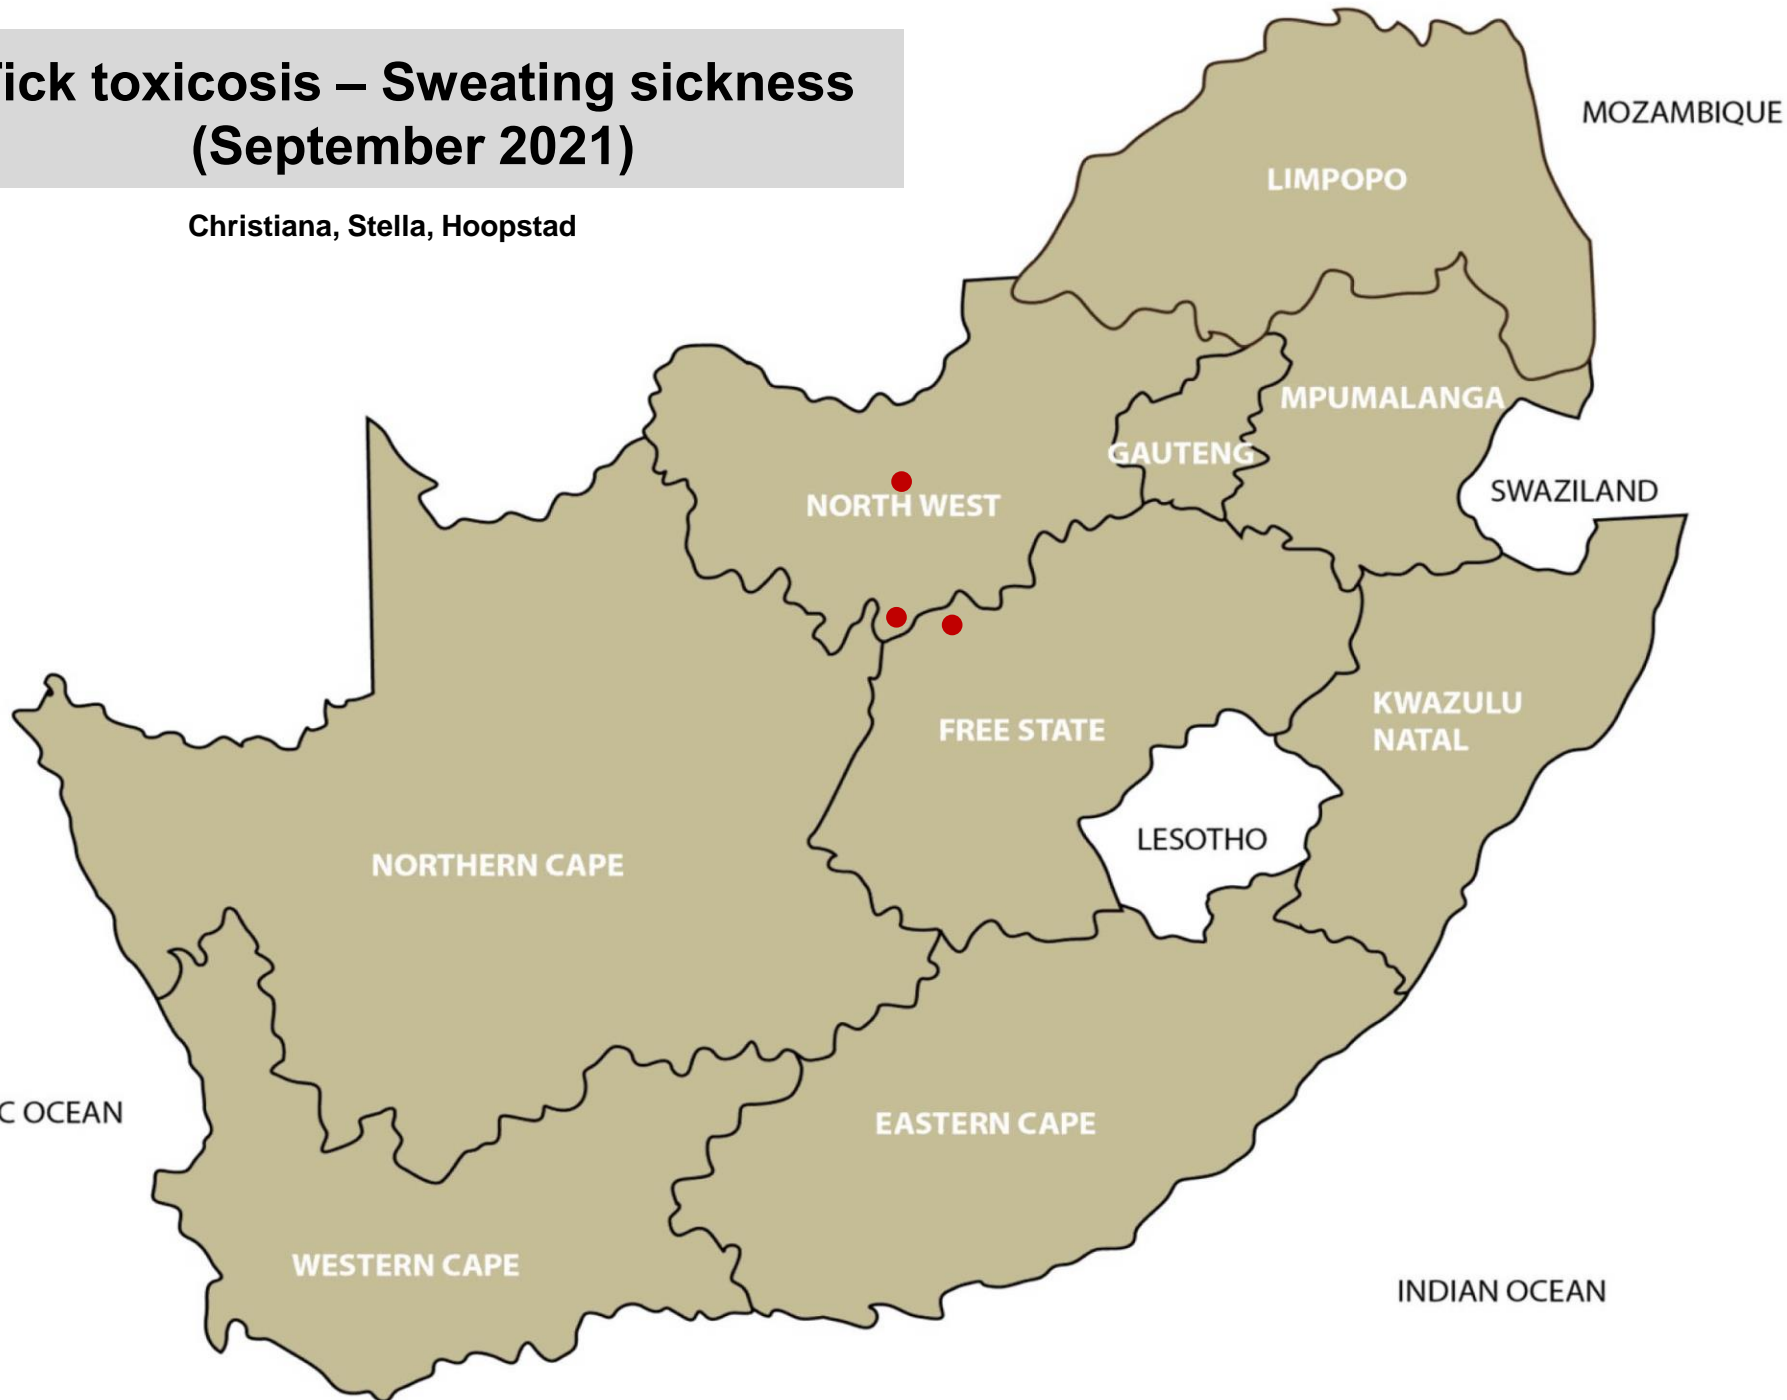 ick toxicosis – Sweating sickness
(September 2021)
Christiana, Stella, Hoopstad
MOZAMBIQUE
LIMPOPO
MPUMALANGA
GAUTENG
SWAZILAND
NORTH WEST
KWAZULU
NATAL
FREE STATE
LESOTHO
NORTHERN CAPE
C OCEAN
EASTERN CAPE
WESTERN CAPE
INDIAN OCEAN